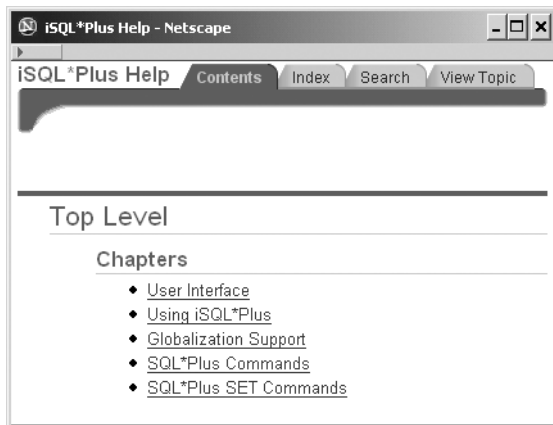 iSQL*Plus Help - Netscape
iSQL*Plus Help Contents Index Search View Topic
Top Level
Chapters
User Interface
Using iSQL*Plus
Globalization Support
SQL*Plus Commands
SQL*Plus SET Commands